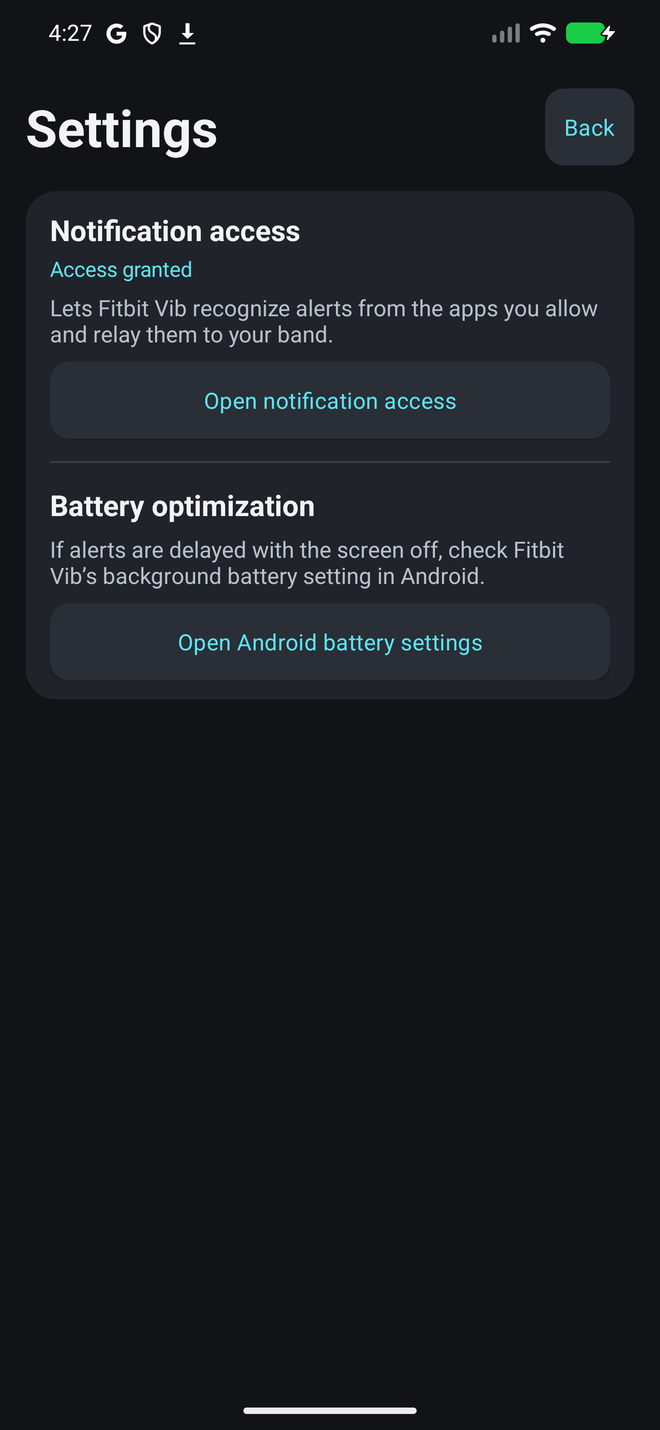 4:27
Settings
Back
Notification access
Access granted
Lets Fitbit Vib recognize alerts from the apps you allow
and relay them to your band.
Open notification access
Battery optimization
If alerts are delayed with the screen off, check Fitbit
Vib’s background battery setting in Android.
Open Android battery settings